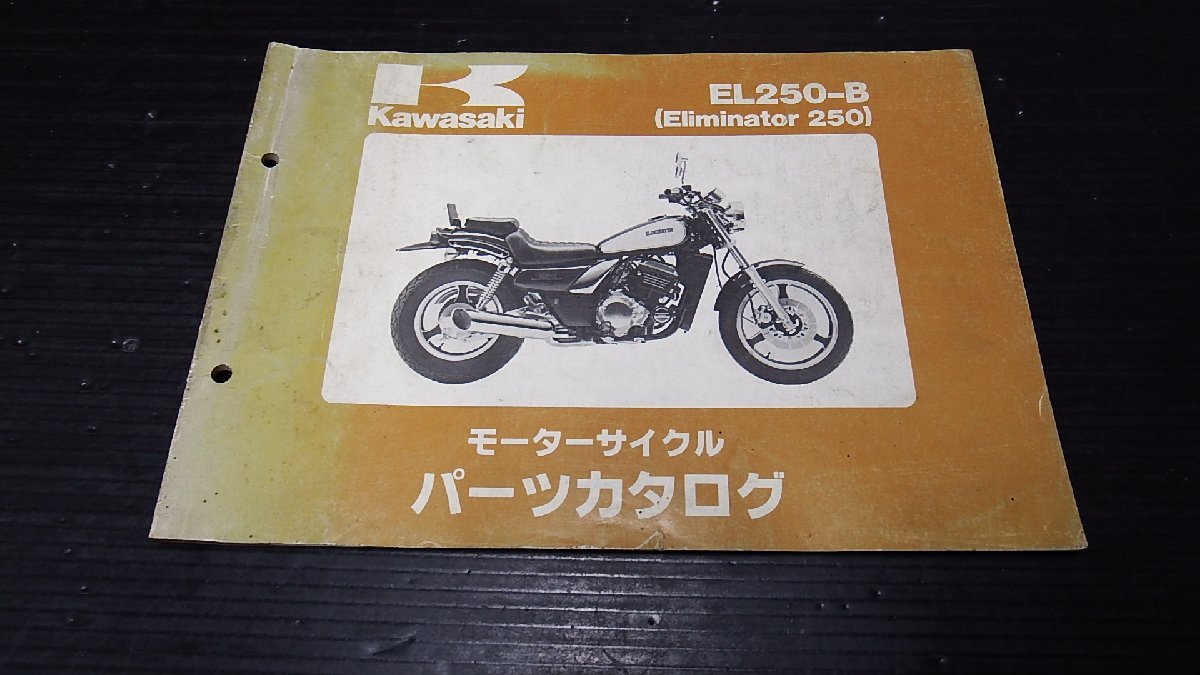 Kawasaki
EL250-B
(Eliminator 250)
ELIMINATOR
モーターサイクル
パーツカタログ